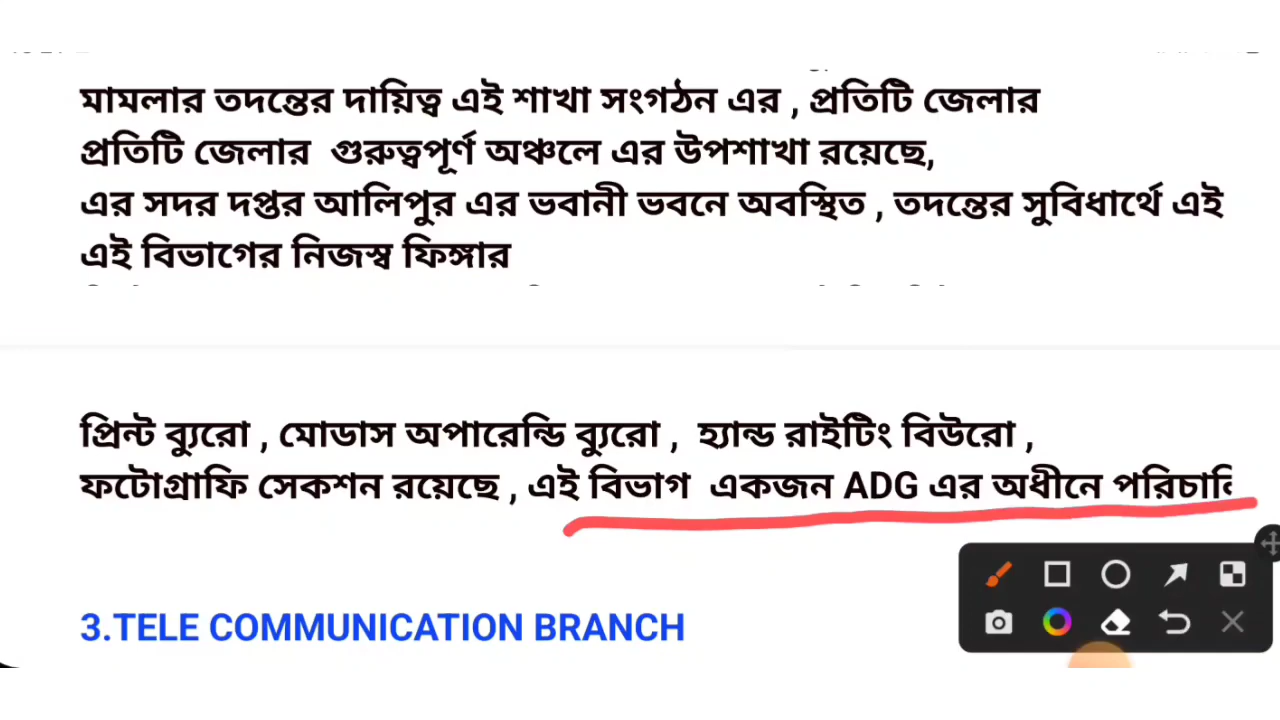 মামলার তদন্তের দায়িত্ব এই শাখা সংগঠন এর , প্রতিটি জেলার
প্রতিটি জেলার গুরুত্বপূর্ণ অঞ্চলে এর উপশাখা রয়েছে,
এর সদর দপ্তর আলিপুর এর ভবানী ভবনে অবস্থিত , তদন্তের সুবিধার্থে এই
এই বিভাগের নিজস্ব ফিঙ্গার
প্রিন্ট ব্যুরো , মোডাস অপারেন্ডি ব্যুরো , হ্যান্ড রাইটিং বিউরো ,
ফটোগ্রাফি সেকশন রয়েছে , এই বিভাগ একজন ADG এর অধীনে
3.TELE COMMUNICATION BRANCH